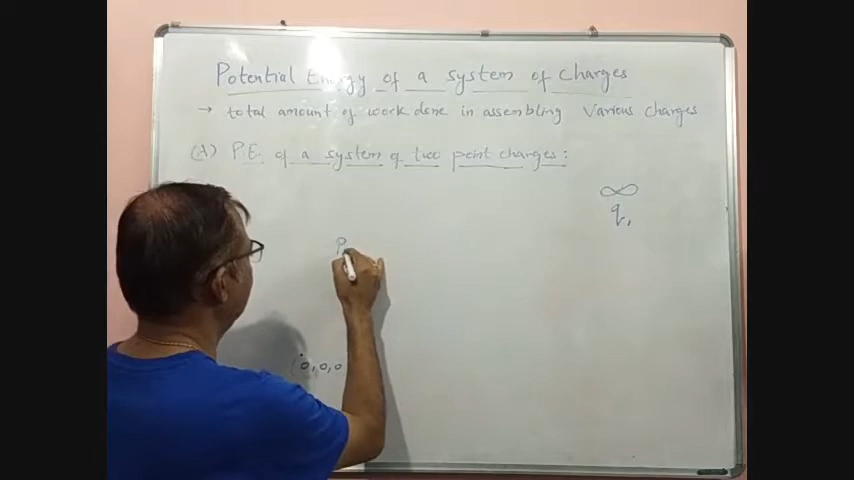 Potential Energy of a system of charges
→ total amount of work done in assembling various charges
(A) P.E. of a system of two point charges:
∞
q₁
P
(0,0,0